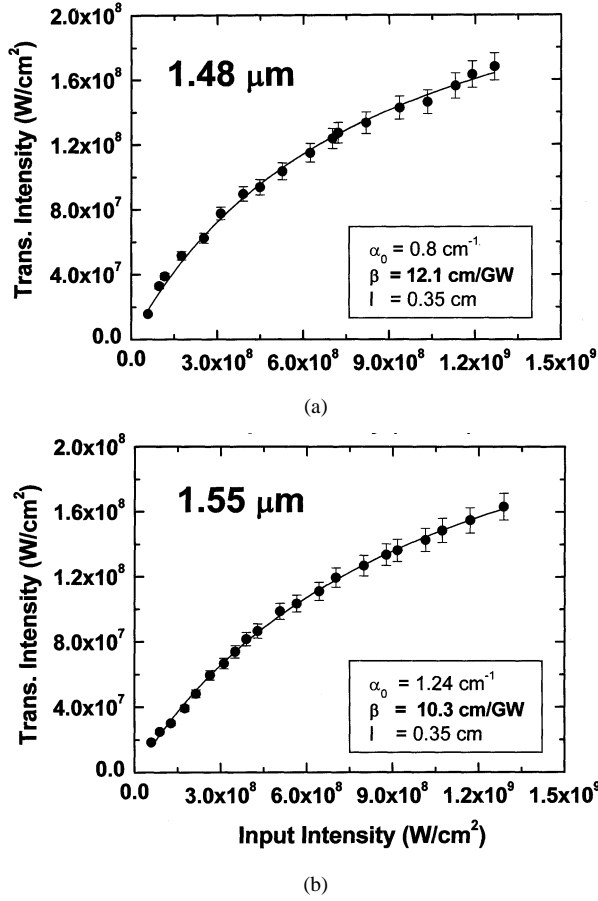 2.0x10⁸
1.6x10⁸
1.2x10⁸
8.0x10⁷
4.0x10⁷
0.0
Trans. Intensity (W/cm²)
1.48 μm
α₀ = 0.8 cm⁻¹
β = 12.1 cm/GW
l = 0.35 cm
0.0 3.0x10⁸ 6.0x10⁸ 9.0x10⁸ 1.2x10⁹ 1.5x10⁹
(a)
2.0x10⁸
1.6x10⁸
1.2x10⁸
8.0x10⁷
4.0x10⁷
0.0
Trans. Intensity (W/cm²)
1.55 μm
α₀ = 1.24 cm⁻¹
β = 10.3 cm/GW
l = 0.35 cm
0.0 3.0x10⁸ 6.0x10⁸ 9.0x10⁸ 1.2x10⁹ 1.5x10⁹
Input Intensity (W/cm²)
(b)